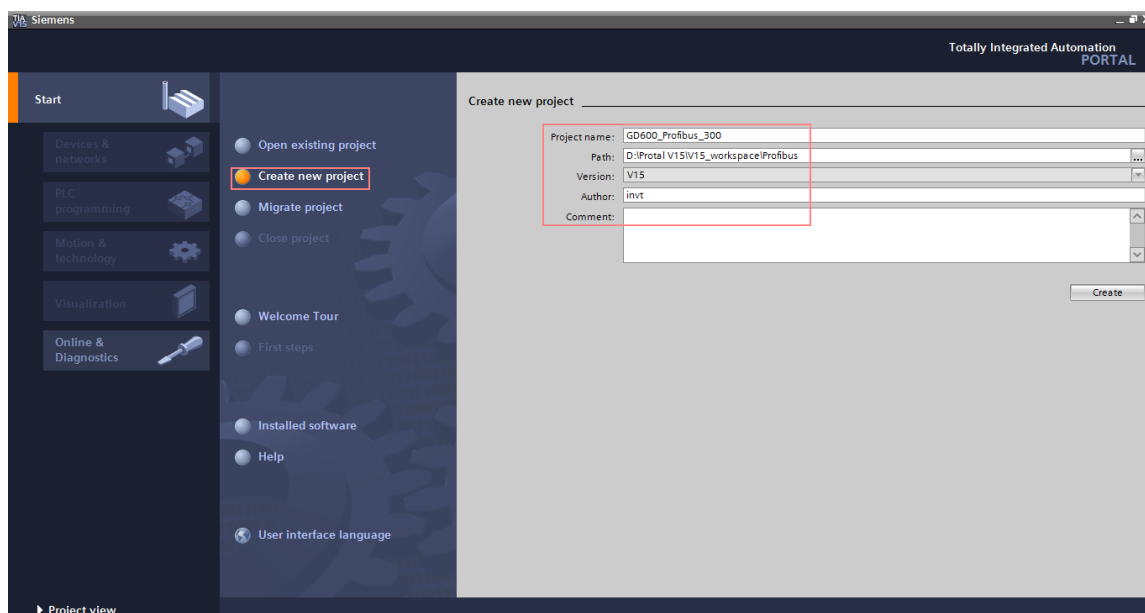 TIA V15 Siemens
Totally Integrated Automation
PORTAL
Start
Devices &
networks
PLC
programming
Motion &
technology
Visualization
Online &
Diagnostics
Open existing project
Create new project
Migrate project
Close project
Welcome Tour
First steps
Installed software
Help
User interface language
Create new project
Project name: GD600_Profibus_300
Path: D:\Protal V15\V15_workspace\Profibus
...
Version: V15
Author: invt
Comment:
Create
Project view